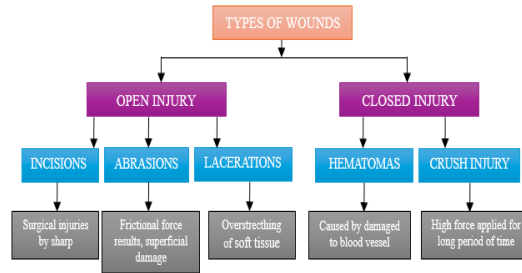 TYPES OF WOUNDS
OPEN INJURY
CLOSED INJURY
INCISIONS
ABRASIONS
LACERATIONS
HEMATOMAS
CRUSH INJURY
Surgical injuries
by sharp
Frictional force
results, superficial
damage
Overstrecthing
of soft tissue
Caused by damaged
to blood vessel
High force applied for
long period of time